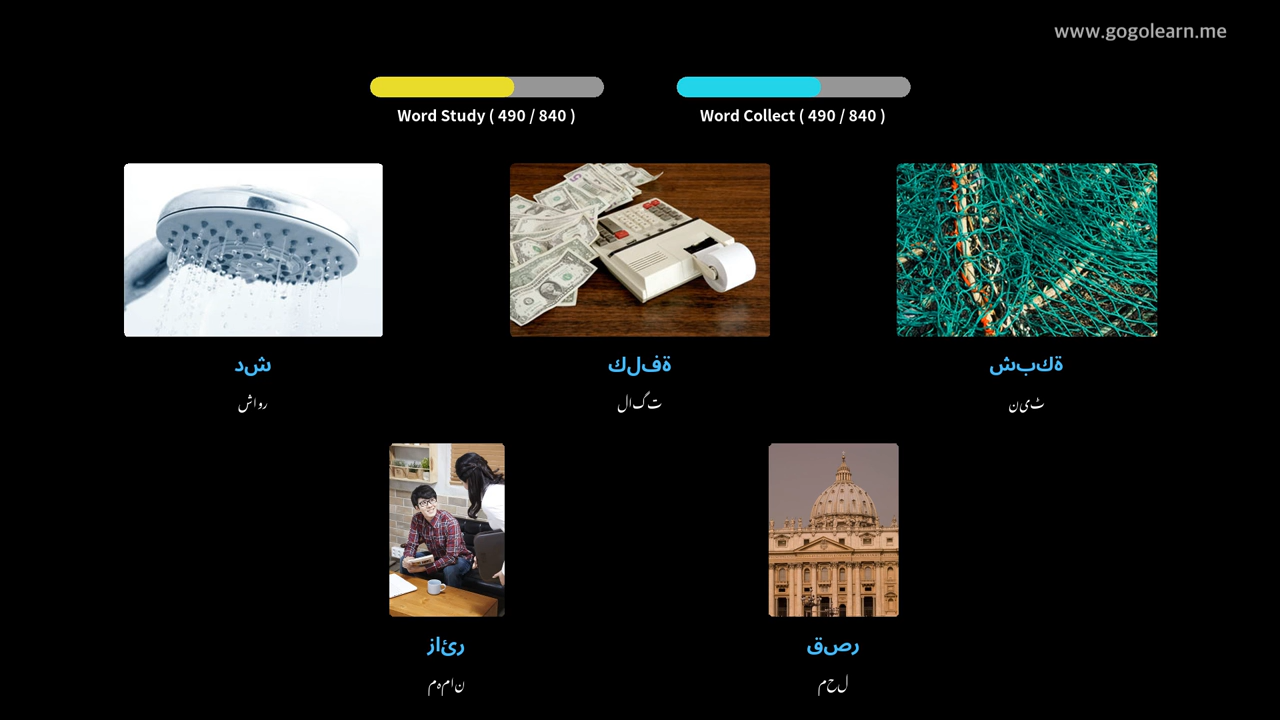 www.gogolearn.me
Word Study ( 490 / 840 )
Word Collect ( 490 / 840 )
شد
ةفلك
ةكبش
رواش
تگال
ٹین
رئاز
رصق
نامہم
لحم